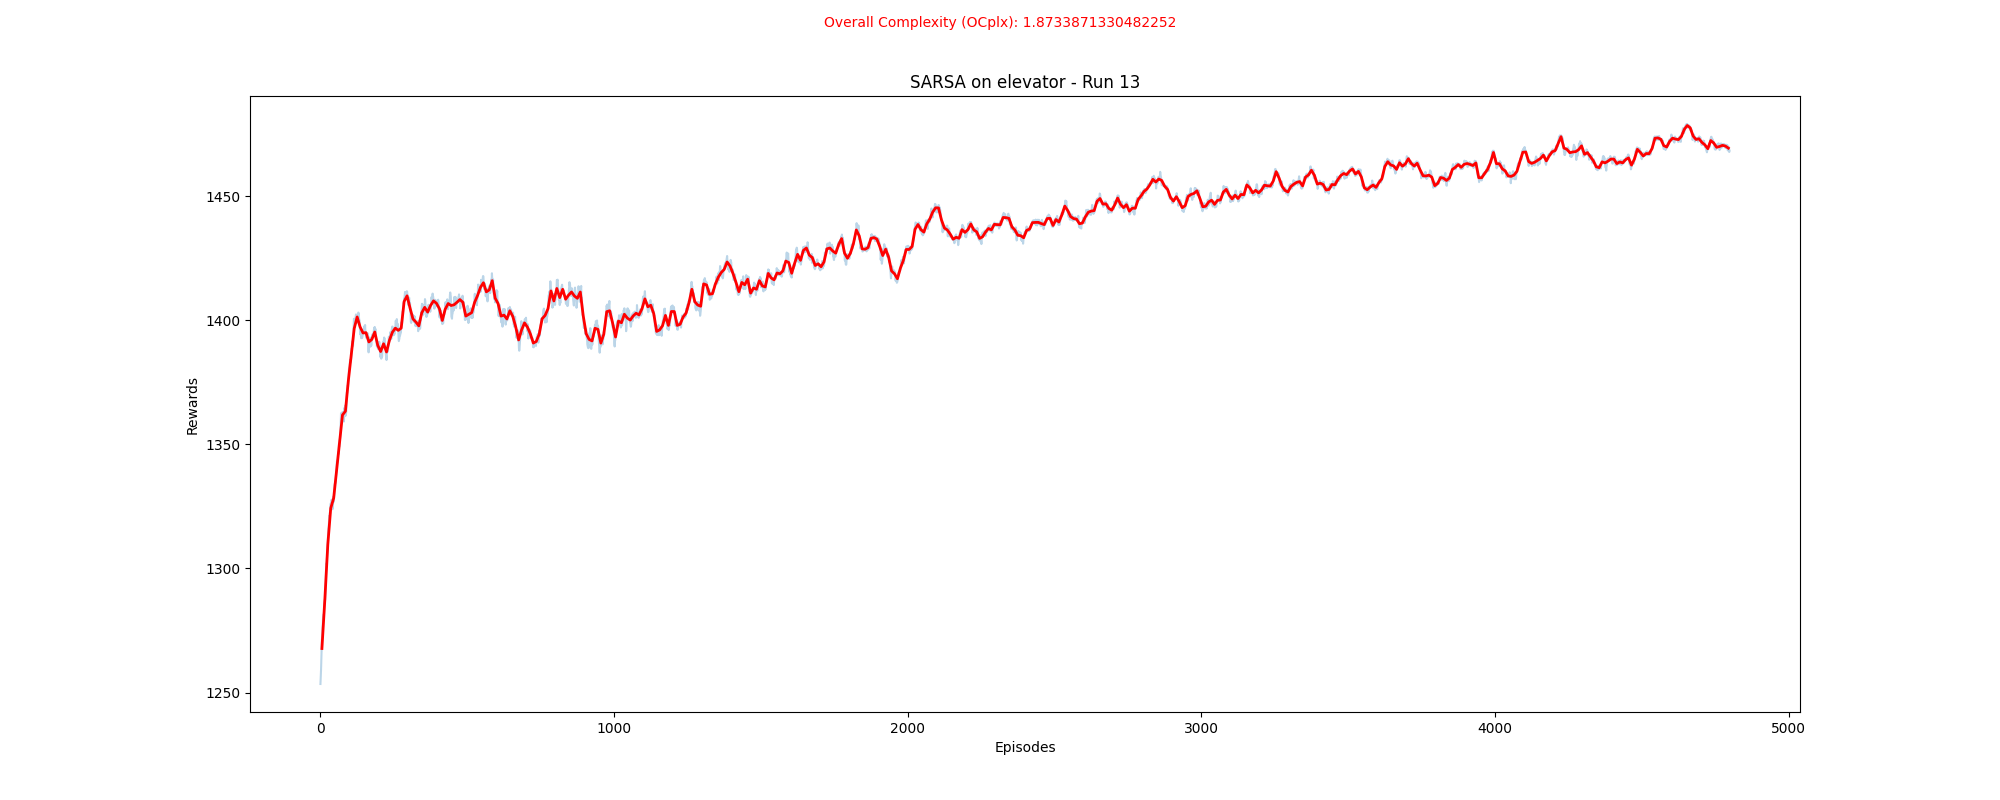 Overall Complexity (OCplx): 1.8733871330482252
SARSA on elevator - Run 13
Rewards
1450
1400
1350
1300
1250
0 1000 2000 3000 4000 5000
Episodes